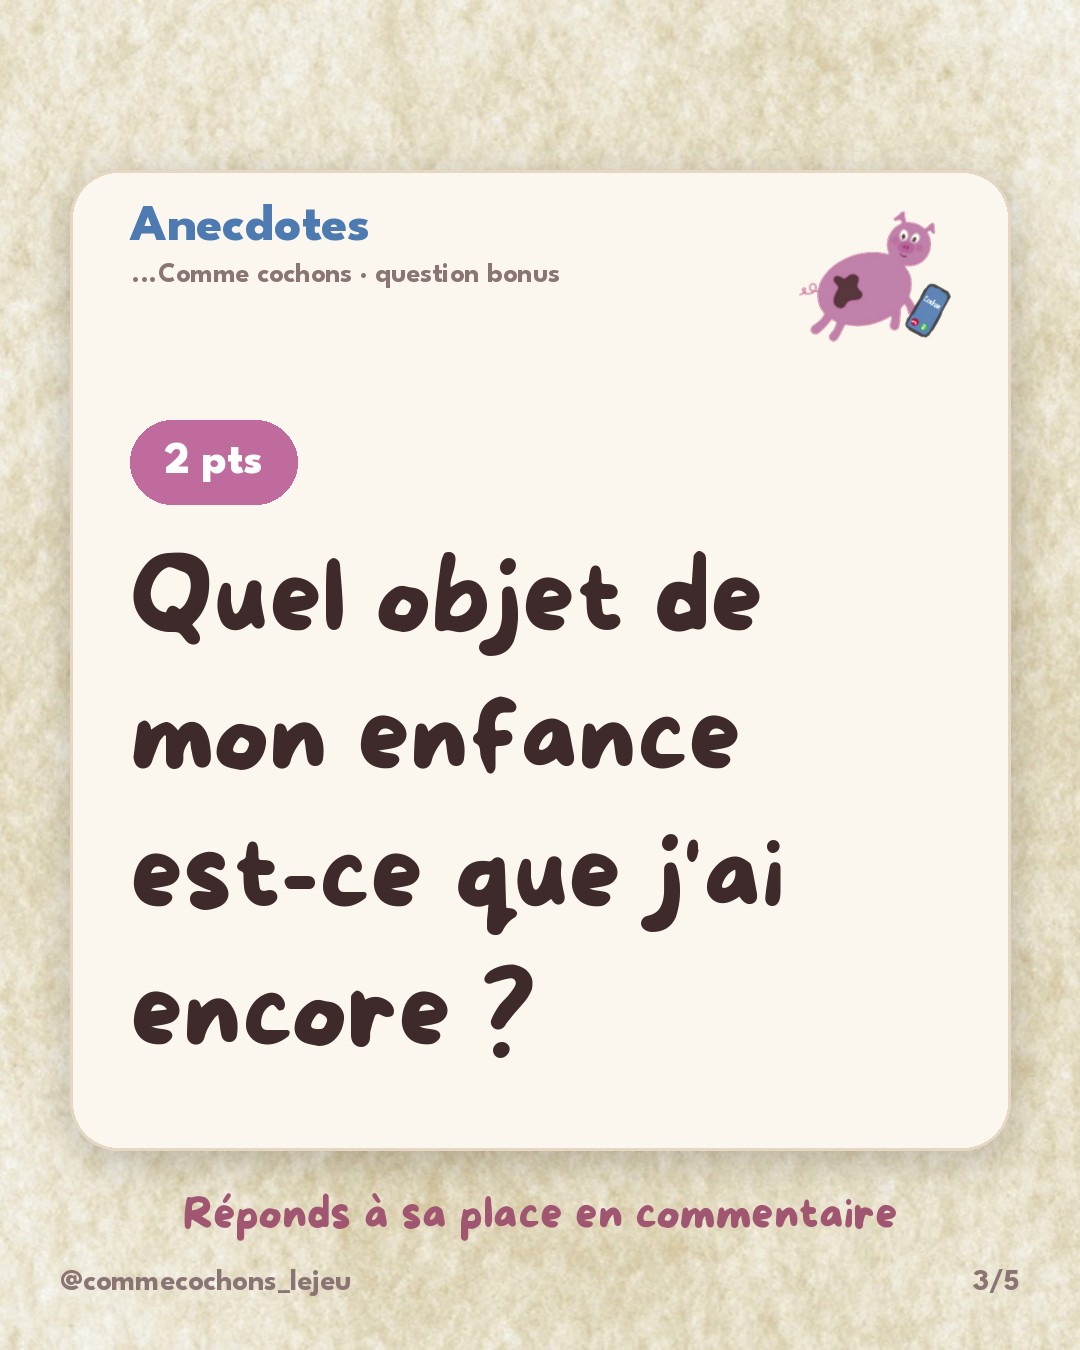 Anecdotes
...Comme cochons · question bonus
2 pts
Quel objet de
mon enfance
est-ce que j'ai
encore ?
Réponds à sa place en commentaire
@commecochons_lejeu
3/5